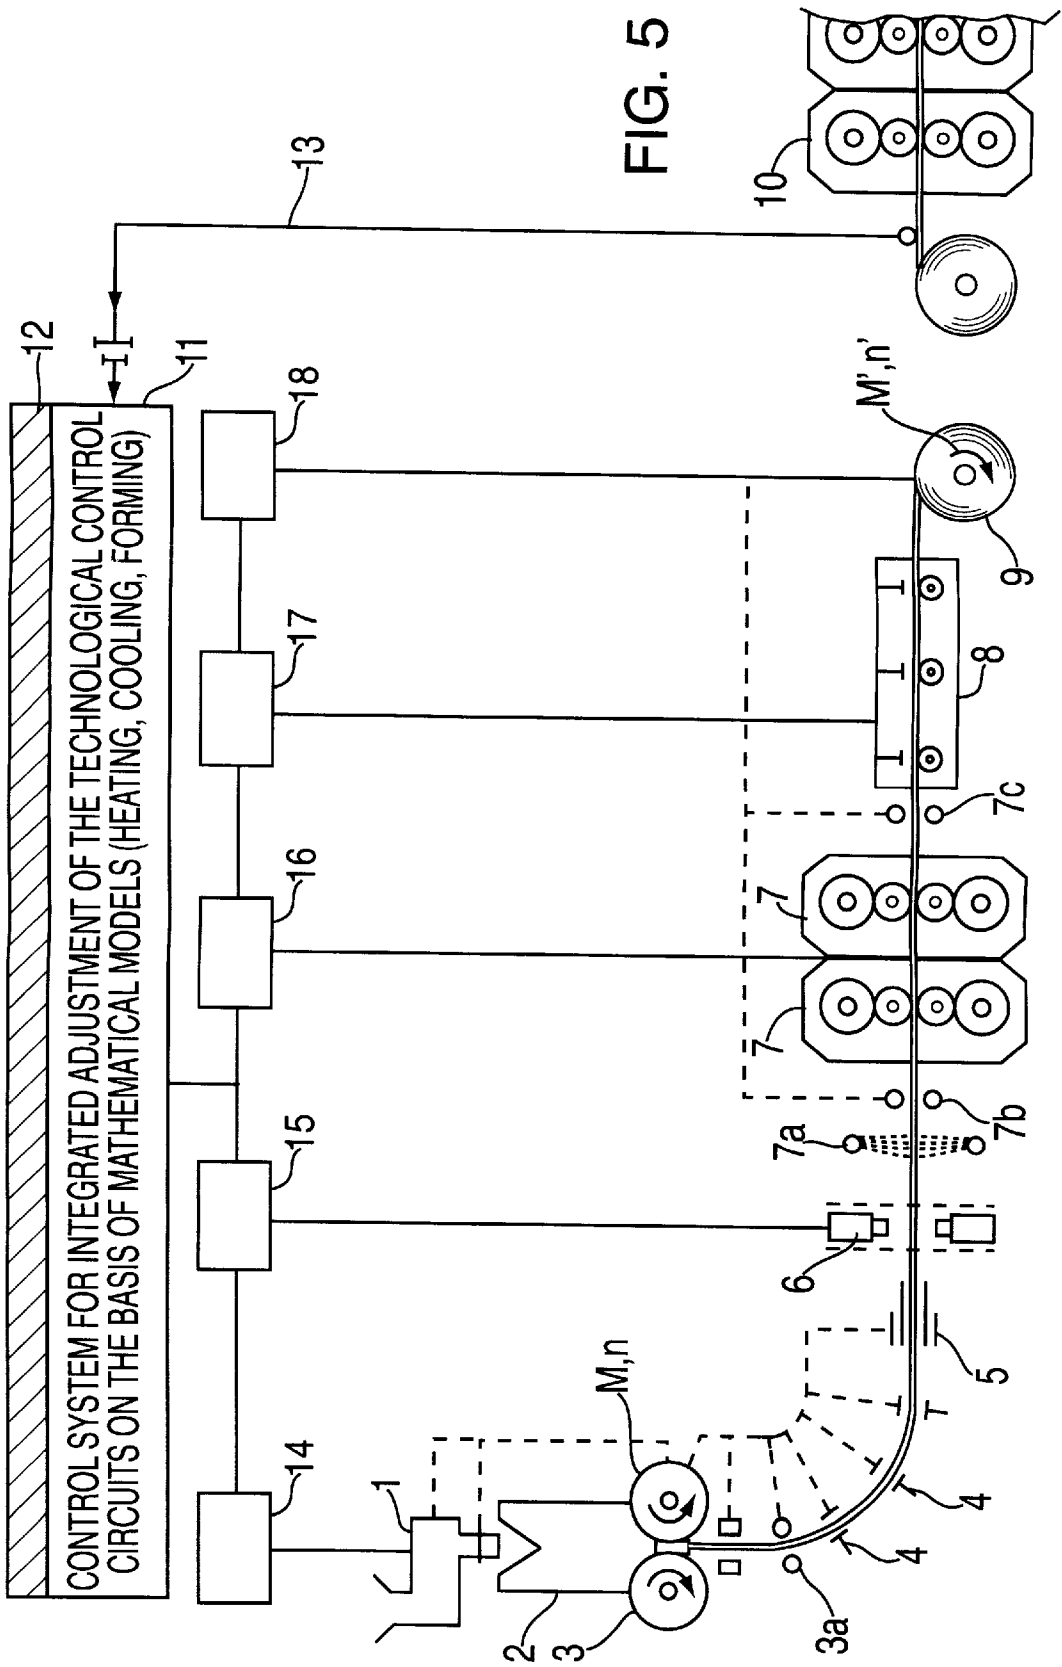 12
CONTROL SYSTEM FOR INTEGRATED ADJUSTMENT OF THE TECHNOLOGICAL CONTROL
CIRCUITS ON THE BASIS OF MATHEMATICAL MODELS (HEATING, COOLING, FORMING)
11
13
14
15
16
17
18
FIG. 5
1
2
3
M,n
3a
4
4
5
6
7a
7b
7
7
7c
8
9
M',n'
10